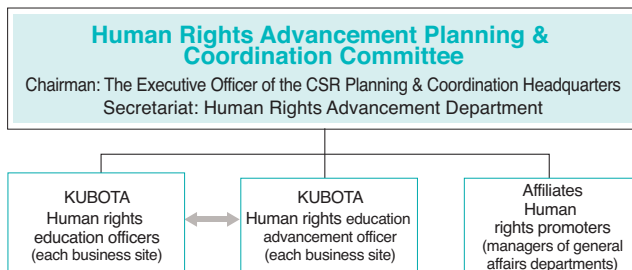 Human Rights Advancement Planning &
Coordination Committee
Chairman: The Executive Officer of the CSR Planning & Coordination Headquarters
Secretariat: Human Rights Advancement Department
KUBOTA
Human rights
education officers
(each business site)
KUBOTA
Human rights education
advancement officer
(each business site)
Affiliates
Human
rights promoters
(managers of general
affairs departments)